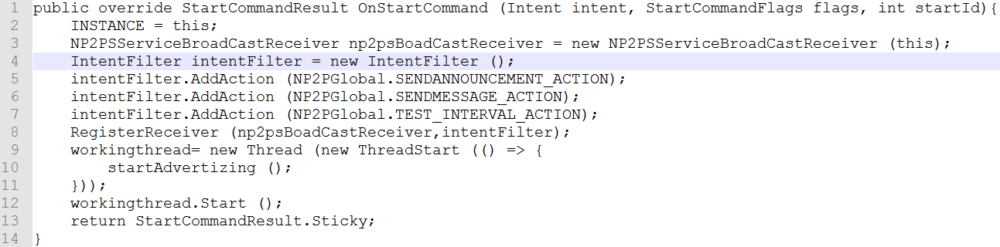 1 public override StartCommandResult OnStartCommand (Intent intent, StartCommandFlags flags, int startId){
2     INSTANCE = this;
3     NP2PSServiceBroadCastReceiver np2psBoadCastReceiver = new NP2PSServiceBroadCastReceiver (this);
4     IntentFilter intentFilter = new IntentFilter ();
5     intentFilter.AddAction (NP2PGlobal.SENDANNOUNCEMENT_ACTION);
6     intentFilter.AddAction (NP2PGlobal.SENDMESSAGE_ACTION);
7     intentFilter.AddAction (NP2PGlobal.TEST_INTERVAL_ACTION);
8     RegisterReceiver (np2psBoadCastReceiver,intentFilter);
9     workingthread= new Thread (new ThreadStart (() => {
10         startAdvertizing ();
11     }));
12     workingthread.Start ();
13     return StartCommandResult.Sticky;
14 }